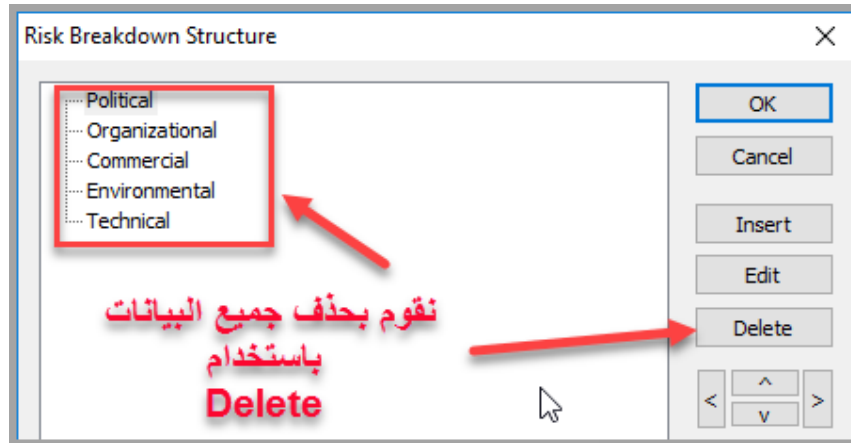 Risk Breakdown Structure
Political
Organizational
Commercial
Environmental
Technical
OK
Cancel
Insert
Edit
Delete
< ^ v >
نقوم بحذف جميع البيانات
باستخدام
Delete